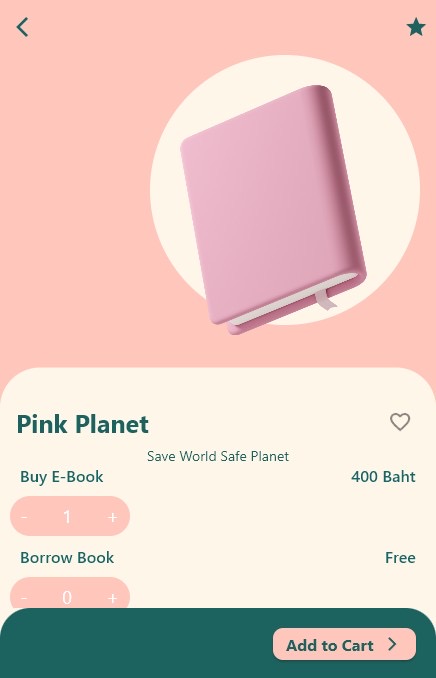 Pink Planet
Save World Safe Planet
Buy E-Book 400 Baht
- 1 +
Borrow Book Free
- 0 +
Add to Cart